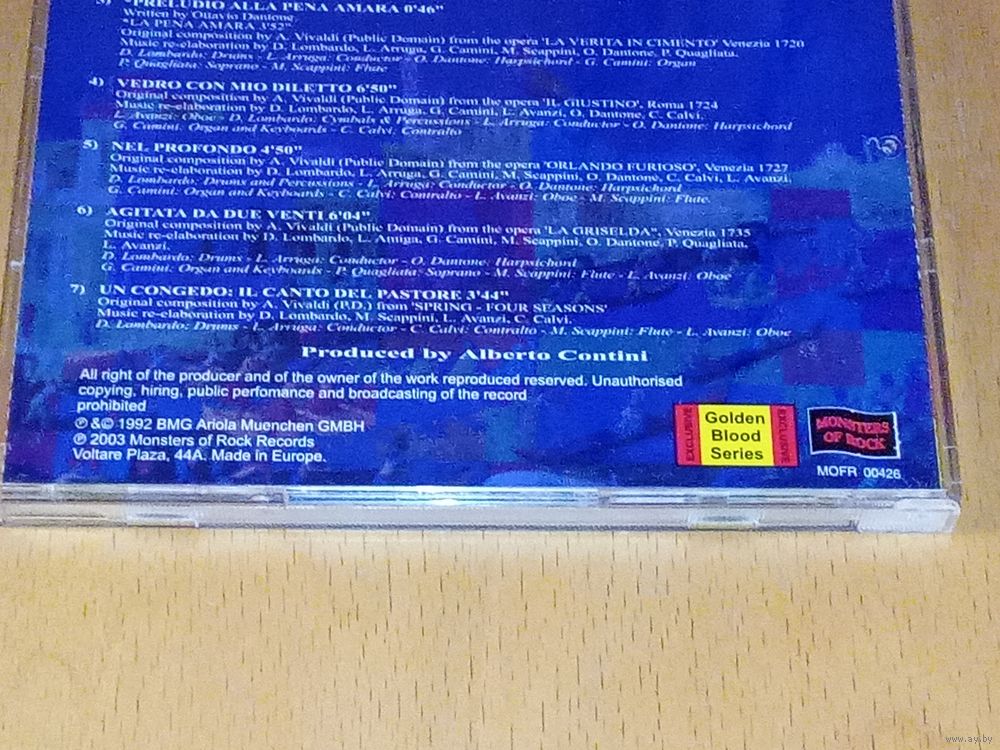 3) "PRELUDIO ALLA PENA AMARA 0'46"
Written by Ottavio Dantone.
"LA PENA AMARA 3'52"
Original composition by A. Vivaldi (Public Domain) from the opera 'LA VERITA IN CIMENTO' Venezia 1720
Music re-elaboration by D. Lombardo, L. Arruga, G. Camini, M. Scappini, O. Dantone, P. Quagliata.
D. Lombardo: Drums - L. Arruga: Conductor - O. Dantone: Harpsichord - G. Camini: Organ
P. Quagliata: Soprano - M. Scappini: Flute
4) VEDRO CON MIO DILETTO 6'50"
Original composition by A. Vivaldi (Public Domain) from the opera 'IL GIUSTINO', Roma 1724
Music re-elaboration by D. Lombardo, L. Arruga, G. Camini, L. Avanzi, O. Dantone, C. Calvi.
L. Avanzi: Oboe - D. Lombardo: Cymbals & Percussions - L. Arruga: Conductor - O. Dantone: Harpsichord
G. Camini: Organ and Keyboards - C. Calvi, Contralto
5) NEL PROFONDO 4'50"
Original composition by A. Vivaldi (Public Domain) from the opera 'ORLANDO FURIOSO', Venezia 1727
Music re-elaboration by D. Lombardo, L. Arruga, G. Camini, M. Scappini, O. Dantone, C. Calvi, L. Avanzi.
D. Lombardo: Drums and Percussions - L. Arruga: Conductor - O. Dantone: Harpsichord
G. Camini: Organ and Keyboards - C. Calvi: Contralto - L. Avanzi: Oboe - M. Scappini: Flute.
6) AGITATA DA DUE VENTI 6'04"
Original composition by A. Vivaldi (Public Domain) from the opera 'LA GRISELDA", Venezia 1735
Music re-elaboration by D. Lombardo, L. Arruga, G. Camini, M. Scappini, O. Dantone, P. Quagliata,
L. Avanzi.
D. Lombardo: Drums - L. Arruga: Conductor - O. Dantone: Harpsichord
G. Camini: Organ and Keyboards - P. Quagliata: Soprano - M. Scappini: Flute - L. Avanzi: Oboe
7) UN CONGEDO: IL CANTO DEL PASTORE 3'44"
Original composition by A. Vivaldi (P.D.) from 'SPRING - FOUR SEASONS'
Music re-elaboration by D. Lombardo, M. Scappini, L. Avanzi, C. Calvi.
D. Lombardo: Drums - L. Arruga: Conductor - C. Calvi: Contralto - M. Scappini: Flute - L. Avanzi: Oboe
Produced by Alberto Contini
All right of the producer and of the owner of the work reproduced reserved. Unauthorised
copying, hiring, public perfomance and broadcasting of the record
prohibited
℗ &© 1992 BMG Ariola Muenchen GMBH
℗ 2003 Monsters of Rock Records
Voltare Plaza, 44A. Made in Europe.
EXCLUSIVE
Golden
Blood
Series
MONSTERS
OF ROCK
MOFR 00426
www.ay.by